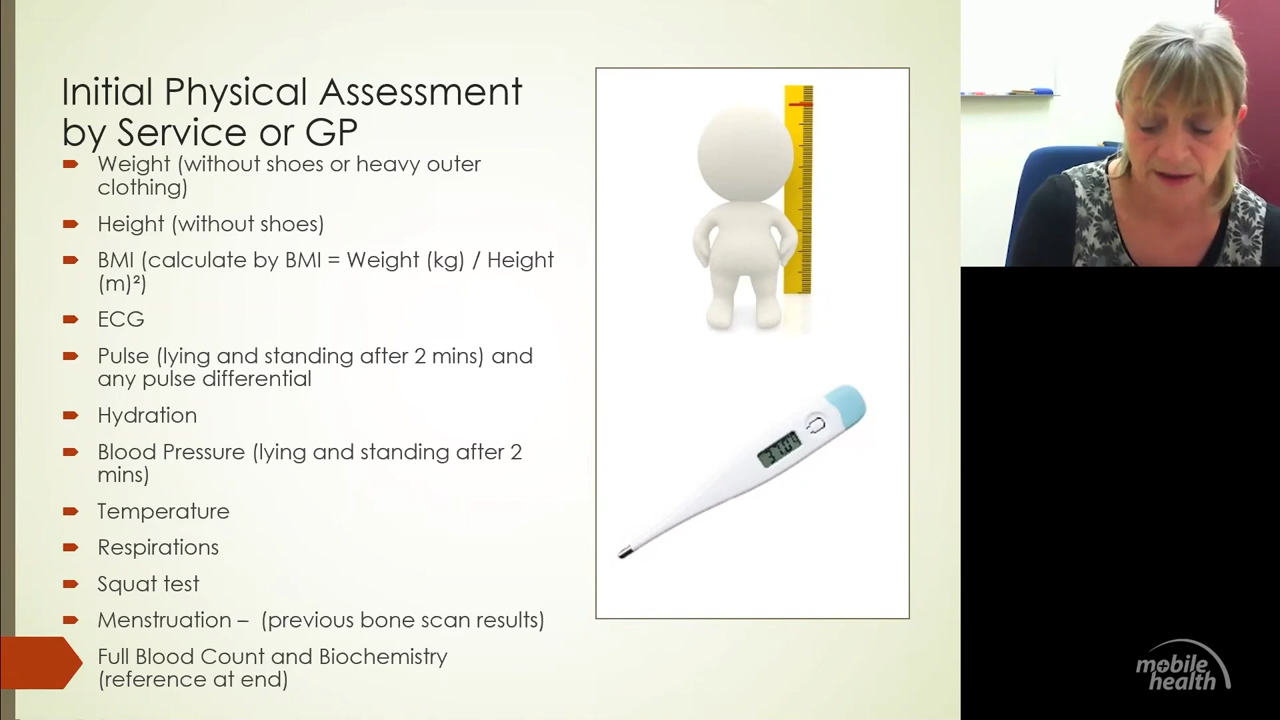 Initial Physical Assessment
by Service or GP
Weight (without shoes or heavy outer
clothing)
Height (without shoes)
BMI (calculate by BMI = Weight (kg) / Height
(m)²)
ECG
Pulse (lying and standing after 2 mins) and
any pulse differential
Hydration
Blood Pressure (lying and standing after 2
mins)
Temperature
Respirations
Squat test
Menstruation – (previous bone scan results)
Full Blood Count and Biochemistry
(reference at end)
mobile
health